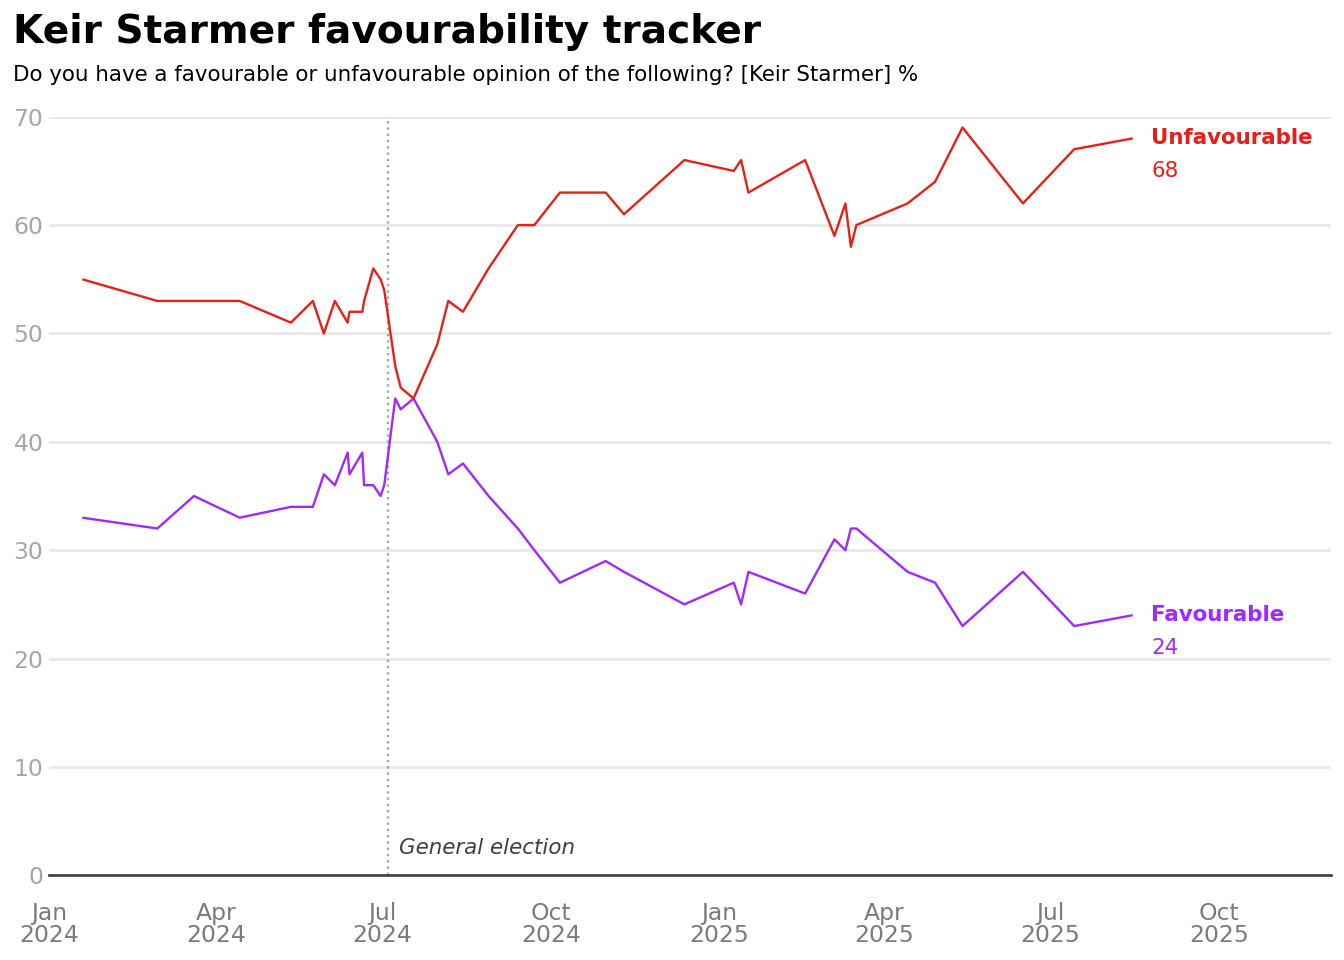 Keir Starmer favourability tracker
Do you have a favourable or unfavourable opinion of the following? [Keir Starmer] %
70
Unfavourable
68
60
50
40
30
Favourable
24
20
10
General election
0
Jan Apr Jul Oct Jan Apr Jul Oct
2024 2024 2024 2024 2025 2025 2025 2025